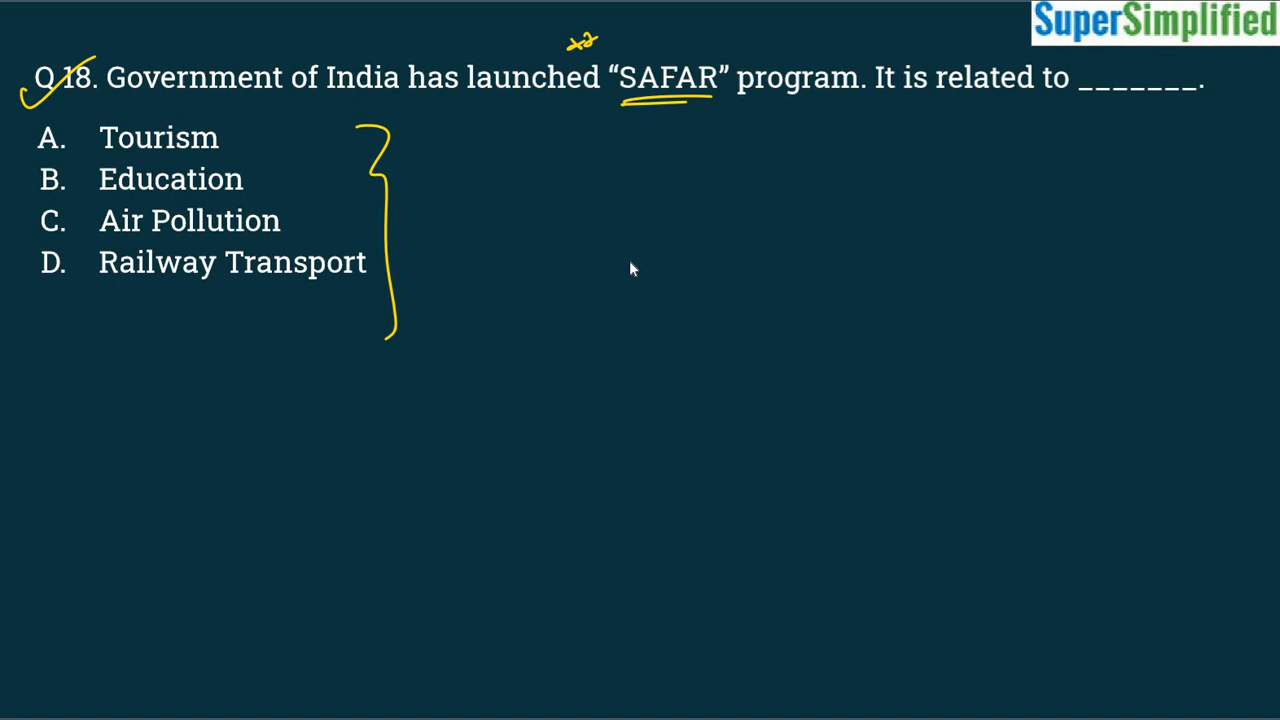 SuperSimplified
x2
Q 18. Government of India has launched “SAFAR” program. It is related to _______.
A. Tourism
B. Education
C. Air Pollution
D. Railway Transport